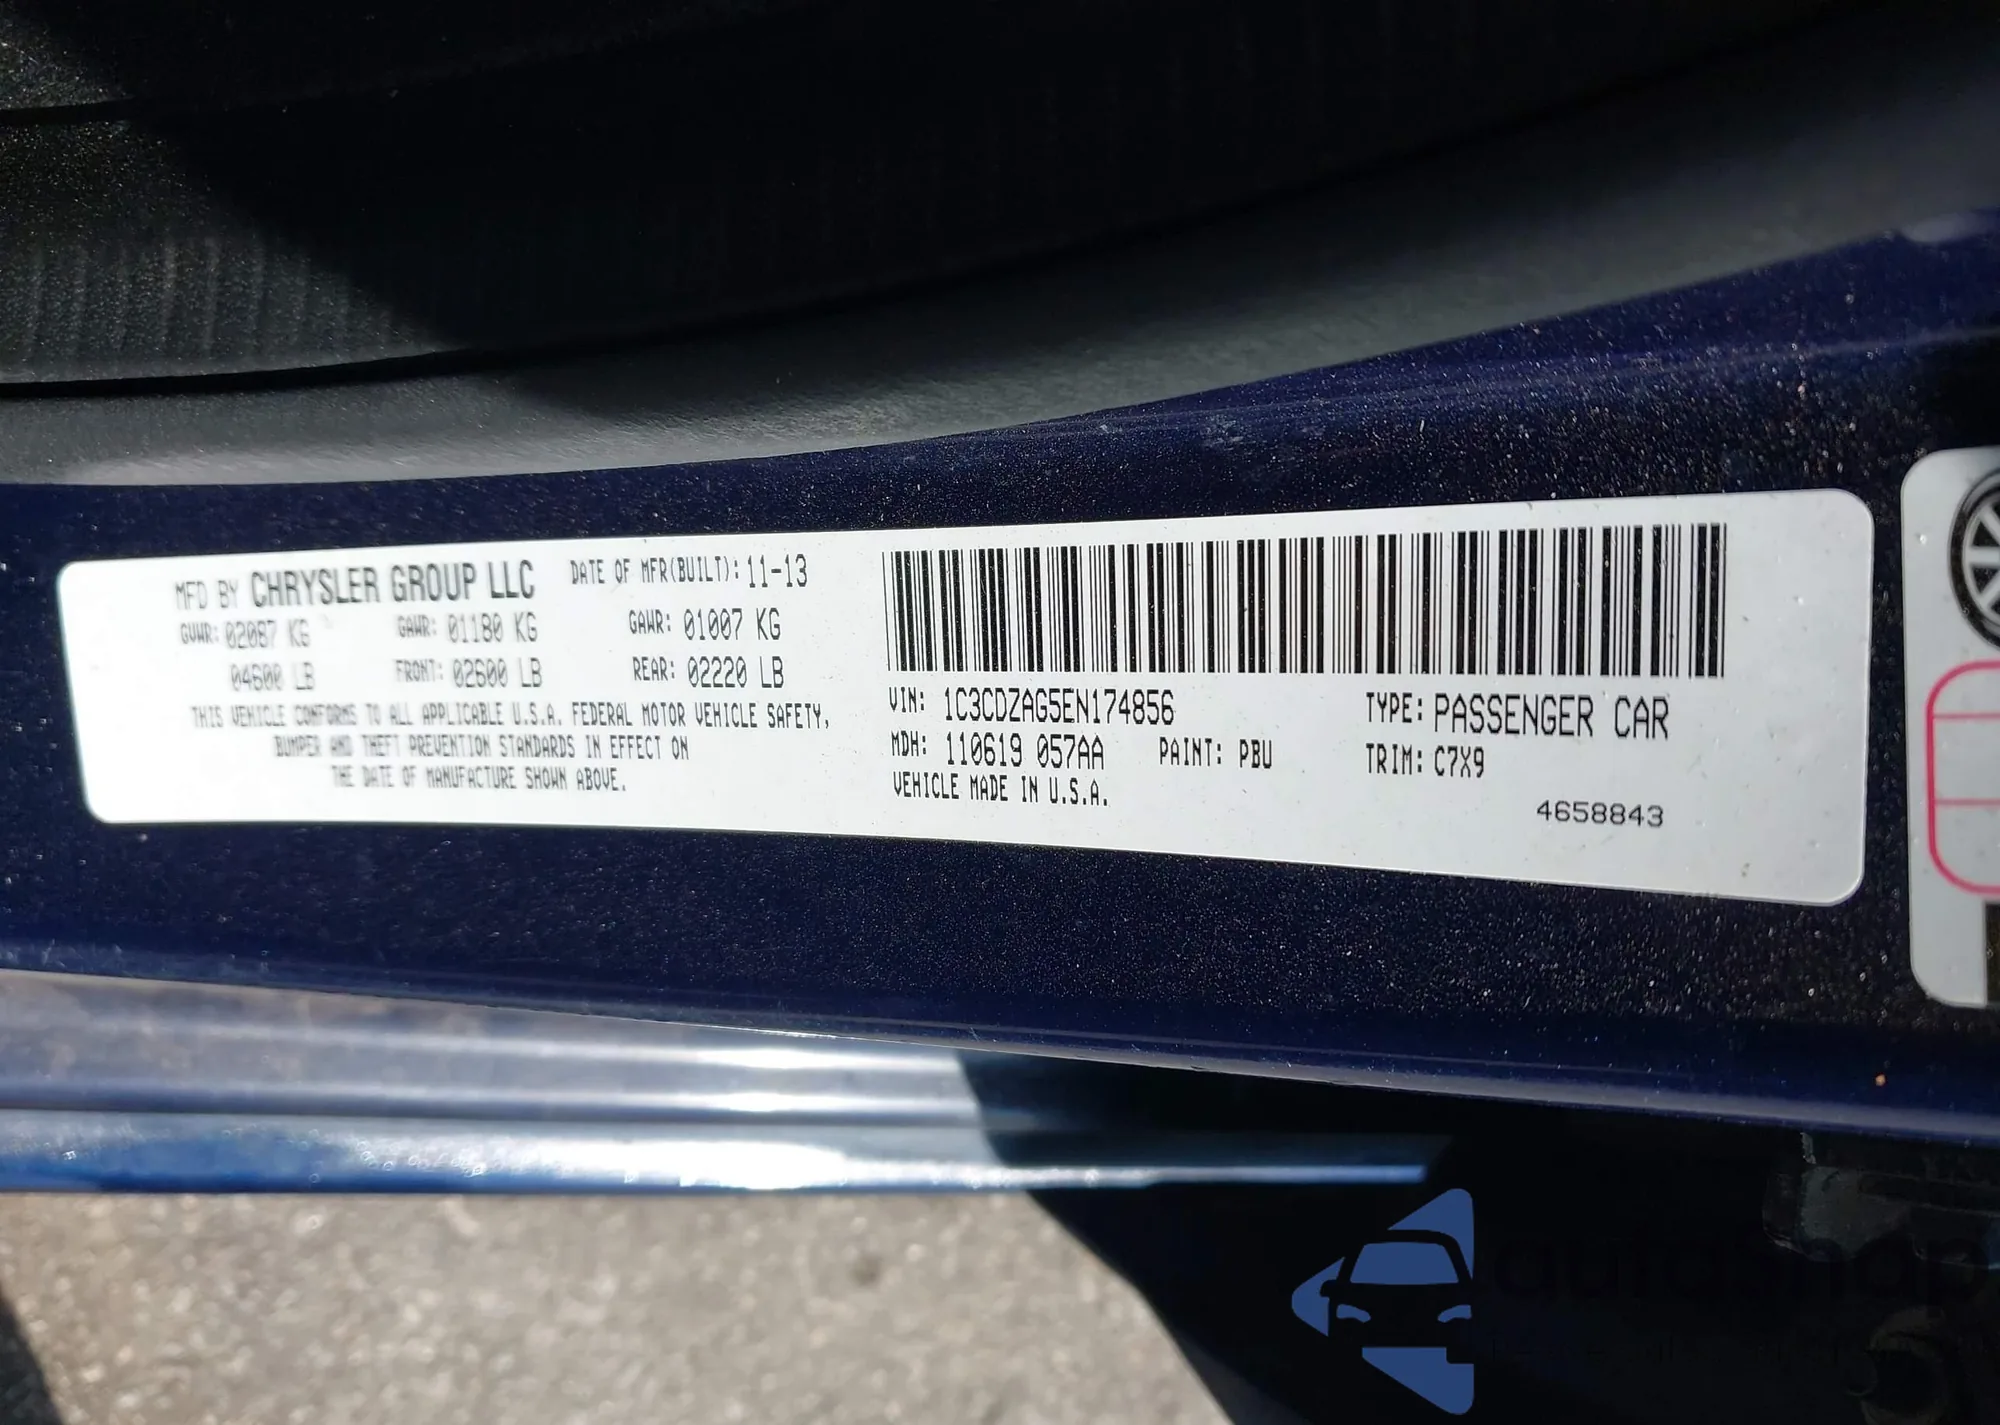 MFD BY CHRYSLER GROUP LLC DATE OF MFR(BUILT): 11-13
GVWR: 02087 KG GAWR: 01180 KG GAWR: 01007 KG
04600 LB FRONT: 02600 LB REAR: 02220 LB
THIS VEHICLE CONFORMS TO ALL APPLICABLE U.S.A. FEDERAL MOTOR VEHICLE SAFETY,
BUMPER AND THEFT PREVENTION STANDARDS IN EFFECT ON
THE DATE OF MANUFACTURE SHOWN ABOVE.
VIN: 1C3CDZAG5EN174856 TYPE: PASSENGER CAR
MDH: 110619 057AA PAINT: PBU TRIM: C7X9
VEHICLE MADE IN U.S.A.
4658843